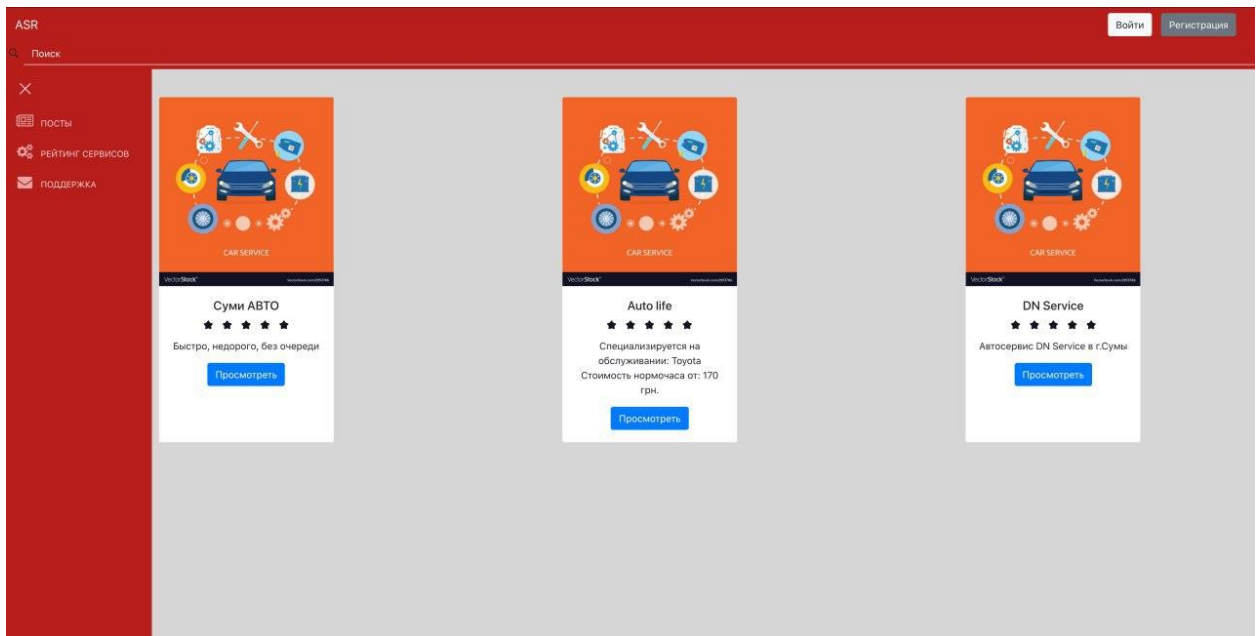 ASR
Войти
Регистрация
Поиск
ПОСТЫ
РЕЙТИНГ СЕРВИСОВ
ПОДДЕРЖКА
CAR SERVICE
VectorStock®
Суми АВТО
Быстро, недорого, без очереди
Просмотреть
CAR SERVICE
VectorStock®
Auto life
Специализируется на
обслуживании: Toyota
Стоимость нормочаса от: 170
грн.
Просмотреть
CAR SERVICE
VectorStock®
DN Service
Автосервис DN Service в г.Сумы
Просмотреть